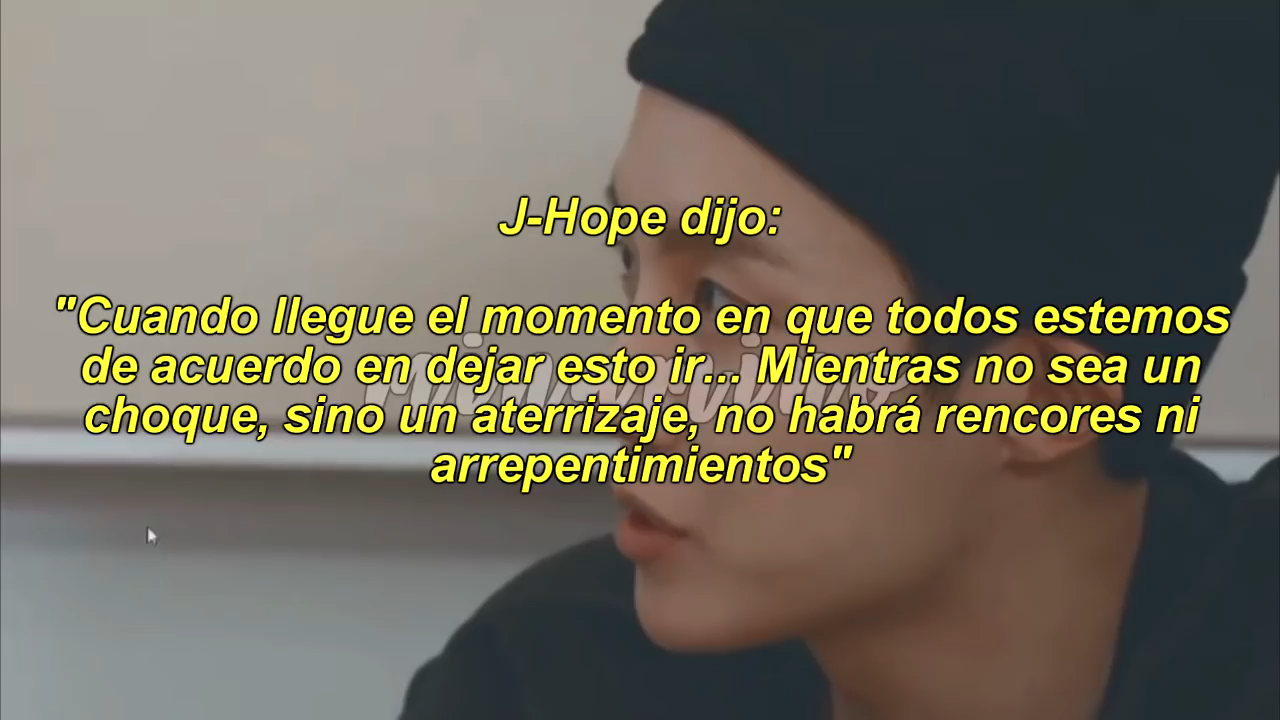 J-Hope dijo:
"Cuando llegue el momento en que todos estemos
de acuerdo en dejar esto ir... Mientras no sea un
choque, sino un aterrizaje, no habrá rencores ni
arrepentimientos"